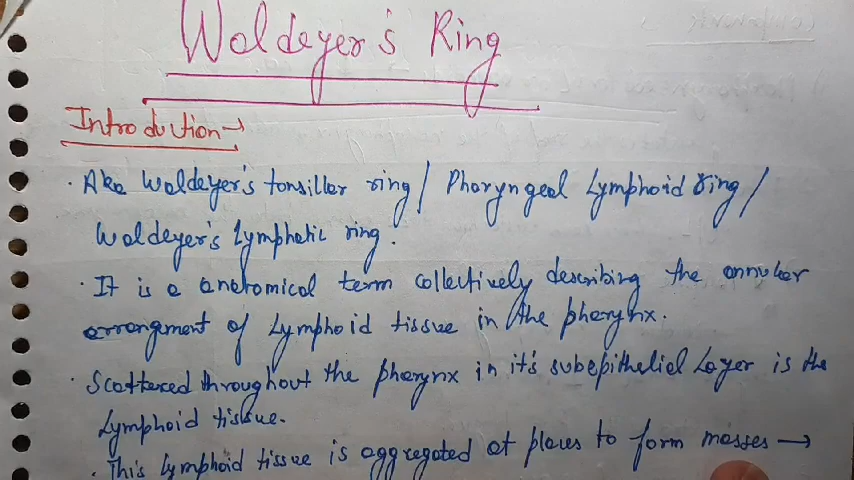 Waldeyer's Ring
Introduction →
· Aka Waldeyer's tonsillar ring / Pharyngeal Lymphoid ring /
Waldeyer's Lymphatic ring.
· It is a anatomical term collectively describing the annular
arrangement of Lymphoid tissue in the pharynx.
· Scattered throughout the pharynx in it's subepithelial Layer is the
Lymphoid tissue.
· This Lymphoid tissue is aggregated at places to form masses →